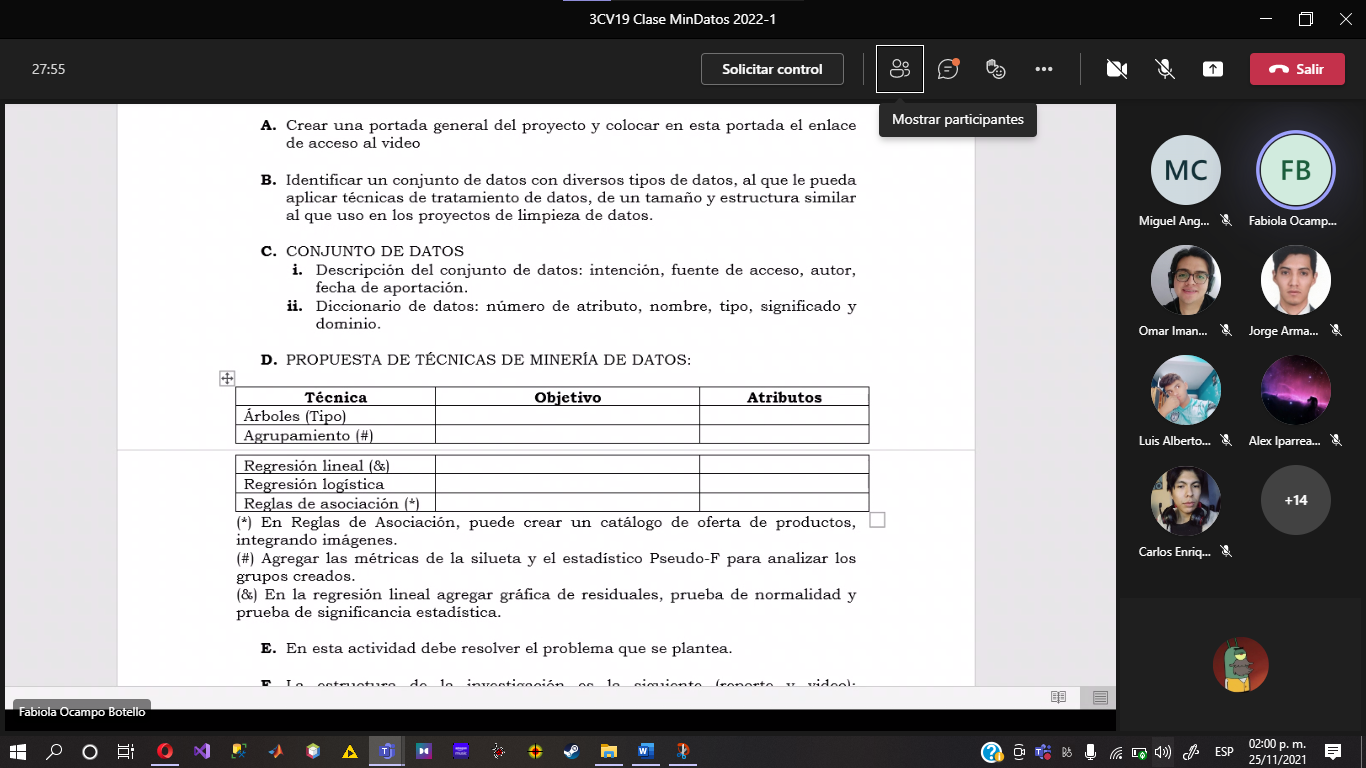 3CV19 Clase MinDatos 2022-1
27:55
Solicitar control
Salir
Mostrar participantes
A. Crear una portada general del proyecto y colocar en esta portada el enlace
de acceso al video
B. Identificar un conjunto de datos con diversos tipos de datos, al que le pueda
aplicar técnicas de tratamiento de datos, de un tamaño y estructura similar
al que uso en los proyectos de limpieza de datos.
C. CONJUNTO DE DATOS
i. Descripción del conjunto de datos: intención, fuente de acceso, autor,
fecha de aportación.
ii. Diccionario de datos: número de atributo, nombre, tipo, significado y
dominio.
D. PROPUESTA DE TÉCNICAS DE MINERÍA DE DATOS:
Técnica Objetivo Atributos
Árboles (Tipo)
Agrupamiento (#)
Regresión lineal (&)
Regresión logística
Reglas de asociación (*)
(*) En Reglas de Asociación, puede crear un catálogo de oferta de productos,
integrando imágenes.
(#) Agregar las métricas de la silueta y el estadístico Pseudo-F para analizar los
grupos creados.
(&) En la regresión lineal agregar gráfica de residuales, prueba de normalidad y
prueba de significancia estadística.
E. En esta actividad debe resolver el problema que se plantea.
F. La estructura de la investigación es la siguiente (reporte y video):
Fabiola Ocampo Botello
MC FB
Miguel Ang... Fabiola Ocamp...
Omar Iman... Jorge Arma...
Luis Alberto... Alex Iparrea...
+14
Carlos Enriq...
ESP
02:00 p. m.
25/11/2021